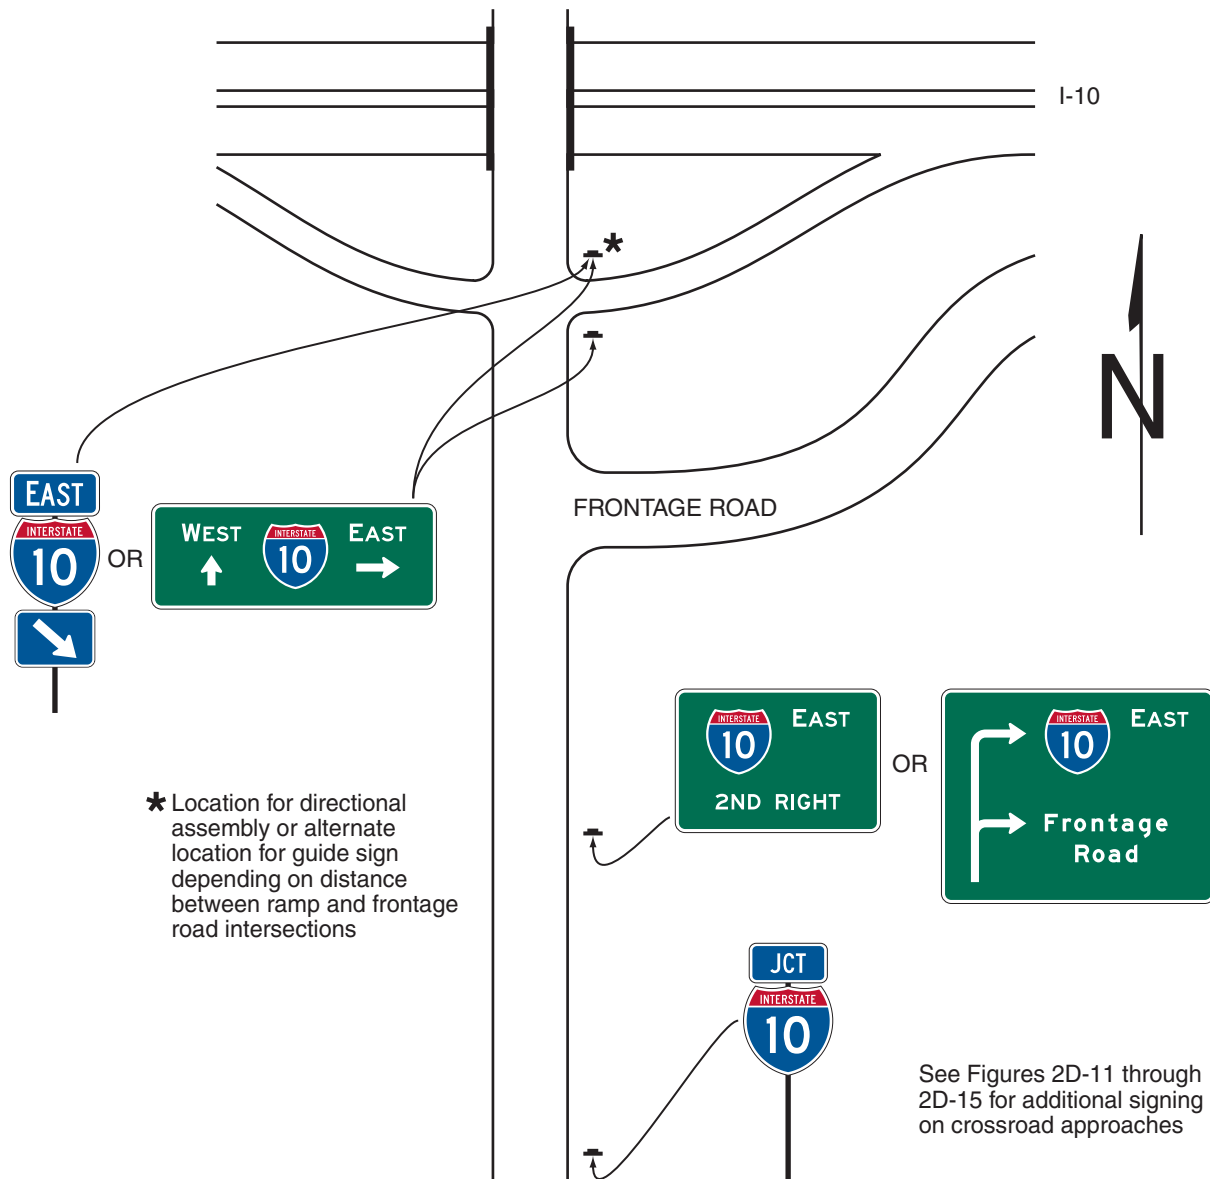 I-10
✱
N
EAST
INTERSTATE
10
OR
WEST
INTERSTATE
10
EAST
FRONTAGE ROAD
INTERSTATE
10
EAST
2ND RIGHT
OR
INTERSTATE
10
EAST
Frontage
Road
✱ Location for directional
assembly or alternate
location for guide sign
depending on distance
between ramp and frontage
road intersections
JCT
INTERSTATE
10
See Figures 2D-11 through
2D-15 for additional signing
on crossroad approaches